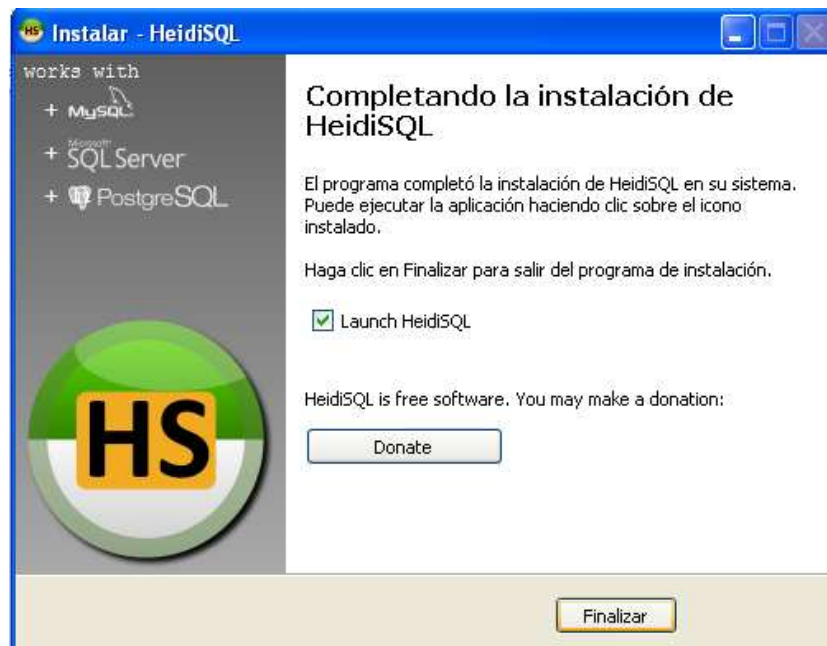 Instalar - HeidiSQL
works with
+ MySQL
+ Microsoft SQL Server
+ PostgreSQL
HS
Completando la instalación de
HeidiSQL
El programa completó la instalación de HeidiSQL en su sistema.
Puede ejecutar la aplicación haciendo clic sobre el icono
instalado.
Haga clic en Finalizar para salir del programa de instalación.
Launch HeidiSQL
HeidiSQL is free software. You may make a donation:
Donate
Finalizar